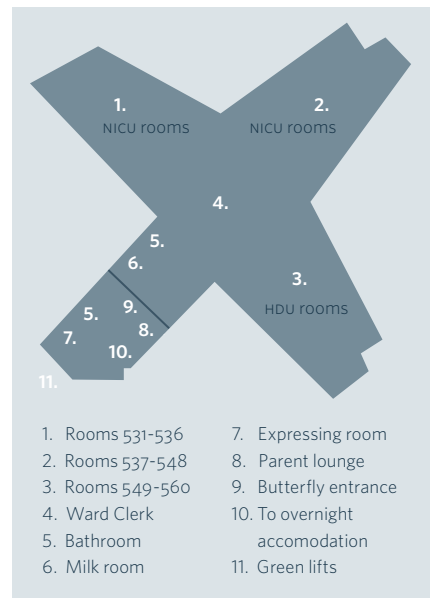 1.
NICU rooms
2.
NICU rooms
4.
5.
6.
3.
HDU rooms
9.
5.
8.
7.
10.
11.
1. Rooms 531-536
2. Rooms 537-548
3. Rooms 549-560
4. Ward Clerk
5. Bathroom
6. Milk room
7. Expressing room
8. Parent lounge
9. Butterfly entrance
10. To overnight
accomodation
11. Green lifts